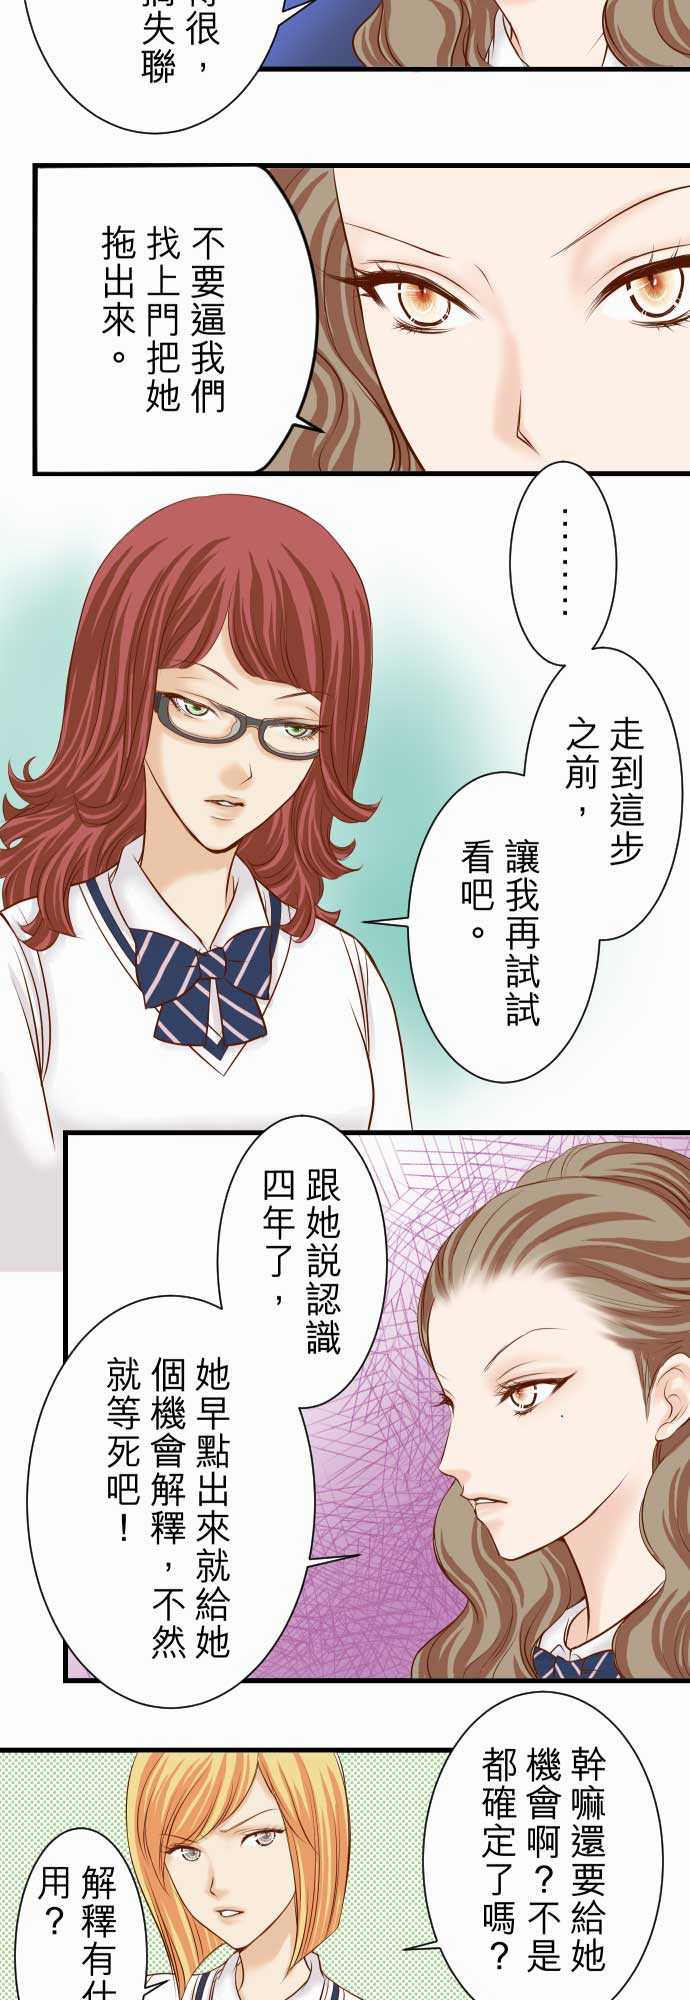 得很，
搞失聯
不要逼我們
找上門把她
拖出來。
………
走到這步
之前，
讓我再試試
看吧。
跟她說認識
四年了，
她早點出來就給她
個機會解釋，不然
就等死吧！
幹嘛還要給她
機會啊？不是
都確定了嗎？
解釋有什
用？